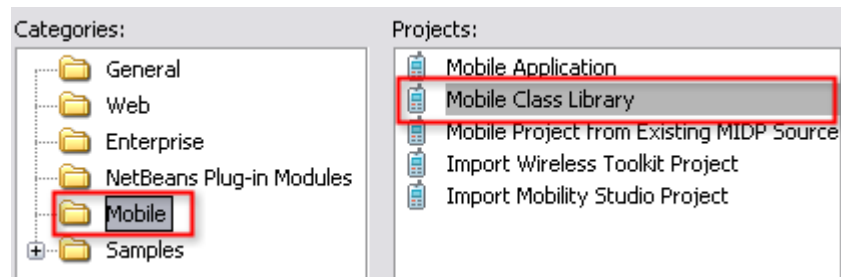 Categories:
General
Web
Enterprise
NetBeans Plug-in Modules
Mobile
Samples
Projects:
Mobile Application
Mobile Class Library
Mobile Project from Existing MIDP Source
Import Wireless Toolkit Project
Import Mobility Studio Project